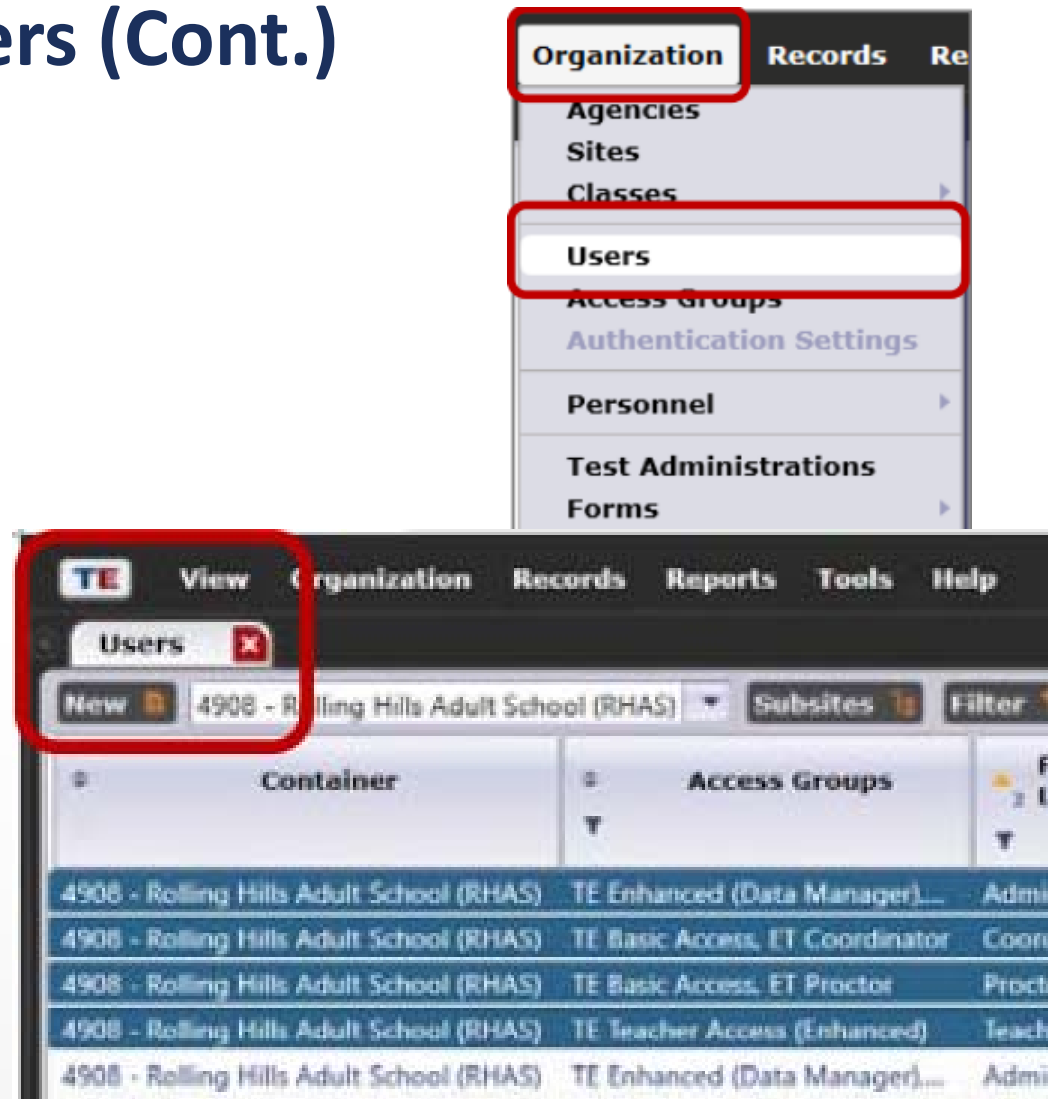 ers (Cont.)
Organization Records Re
Agencies
Sites
Classes
Users
Access Groups
Authentication Settings
Personnel
Test Administrations
Forms
TE View Organization Records Reports Tools Help
Users
New 4908 - Rolling Hills Adult School (RHAS) Subsites Filter
Container Access Groups
4908 - Rolling Hills Adult School (RHAS) TE Enhanced (Data Manager),... Admi
4908 - Rolling Hills Adult School (RHAS) TE Basic Access, ET Coordinator Coor
4908 - Rolling Hills Adult School (RHAS) TE Basic Access, ET Proctor Proct
4908 - Rolling Hills Adult School (RHAS) TE Teacher Access (Enhanced) Teach
4908 - Rolling Hills Adult School (RHAS) TE Enhanced (Data Manager),... Admi